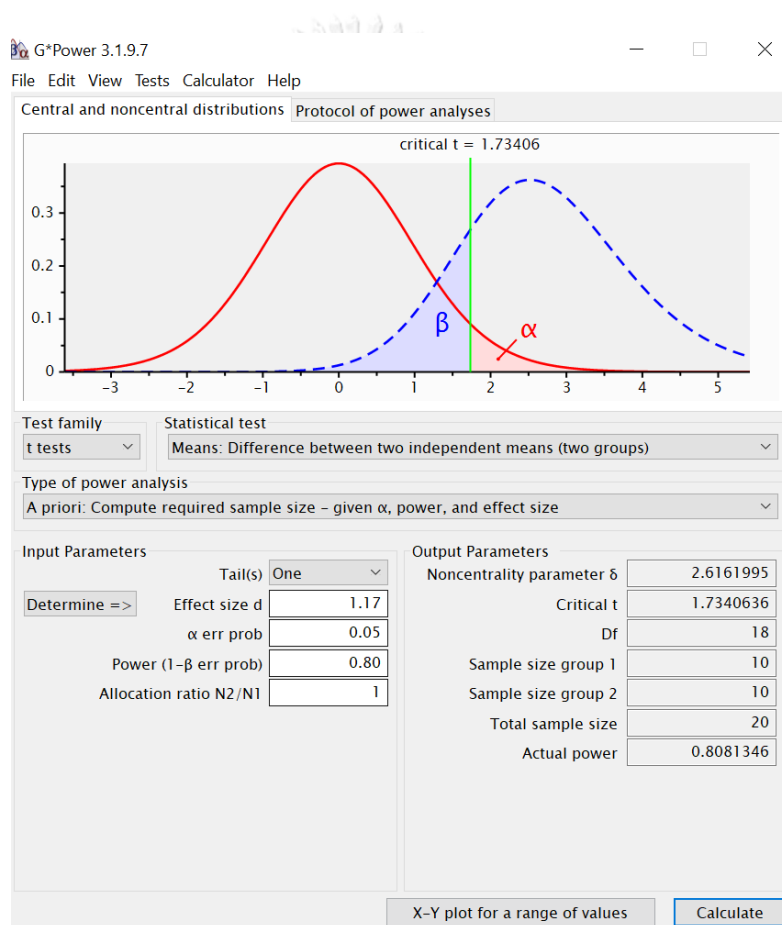 G*Power 3.1.9.7
File Edit View Tests Calculator Help
Central and noncentral distributions Protocol of power analyses
critical t = 1.73406
0.3
0.2
0.1
0
β
α
-3 -2 -1 0 1 2 3 4 5
Test family Statistical test
t tests Means: Difference between two independent means (two groups)
Type of power analysis
A priori: Compute required sample size – given α, power, and effect size
Input Parameters Output Parameters
Tail(s) One Noncentrality parameter δ 2.6161995
Determine => Effect size d 1.17 Critical t 1.7340636
α err prob 0.05 Df 18
Power (1-β err prob) 0.80 Sample size group 1 10
Allocation ratio N2/N1 1 Sample size group 2 10
Total sample size 20
Actual power 0.8081346
X-Y plot for a range of values Calculate